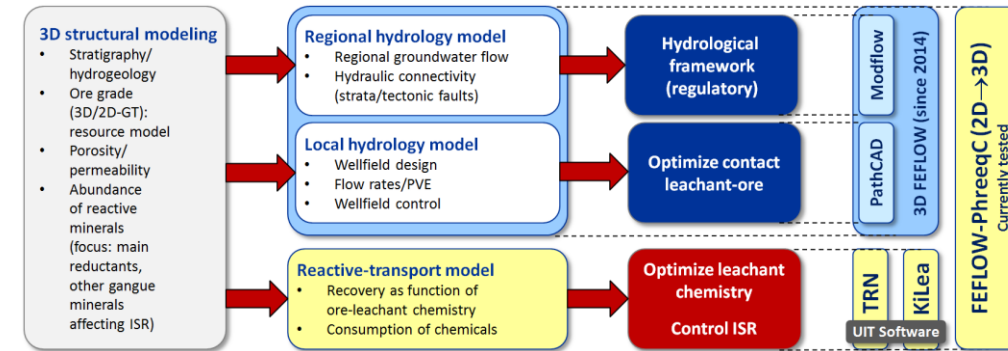 3D structural modeling
• Stratigraphy/
hydrogeology
• Ore grade
(3D/2D-GT):
resource model
• Porosity/
permeability
• Abundance
of reactive
minerals
(focus: main
reductants,
other gangue
minerals
affecting ISR)
Regional hydrology model
• Regional groundwater flow
• Hydraulic connectivity
(strata/tectonic faults)
Local hydrology model
• Wellfield design
• Flow rates/PVE
• Wellfield control
Reactive-transport model
• Recovery as function of
ore-leachant chemistry
• Consumption of chemicals
Hydrological
framework
(regulatory)
Optimize contact
leachant-ore
Optimize leachant
chemistry
Control ISR
Modflow
PathCAD
3D FEFLOW (since 2014)
TRN
KiLea
UIT Software
FEFLOW-PhreeqC (2D→3D)
Currently tested